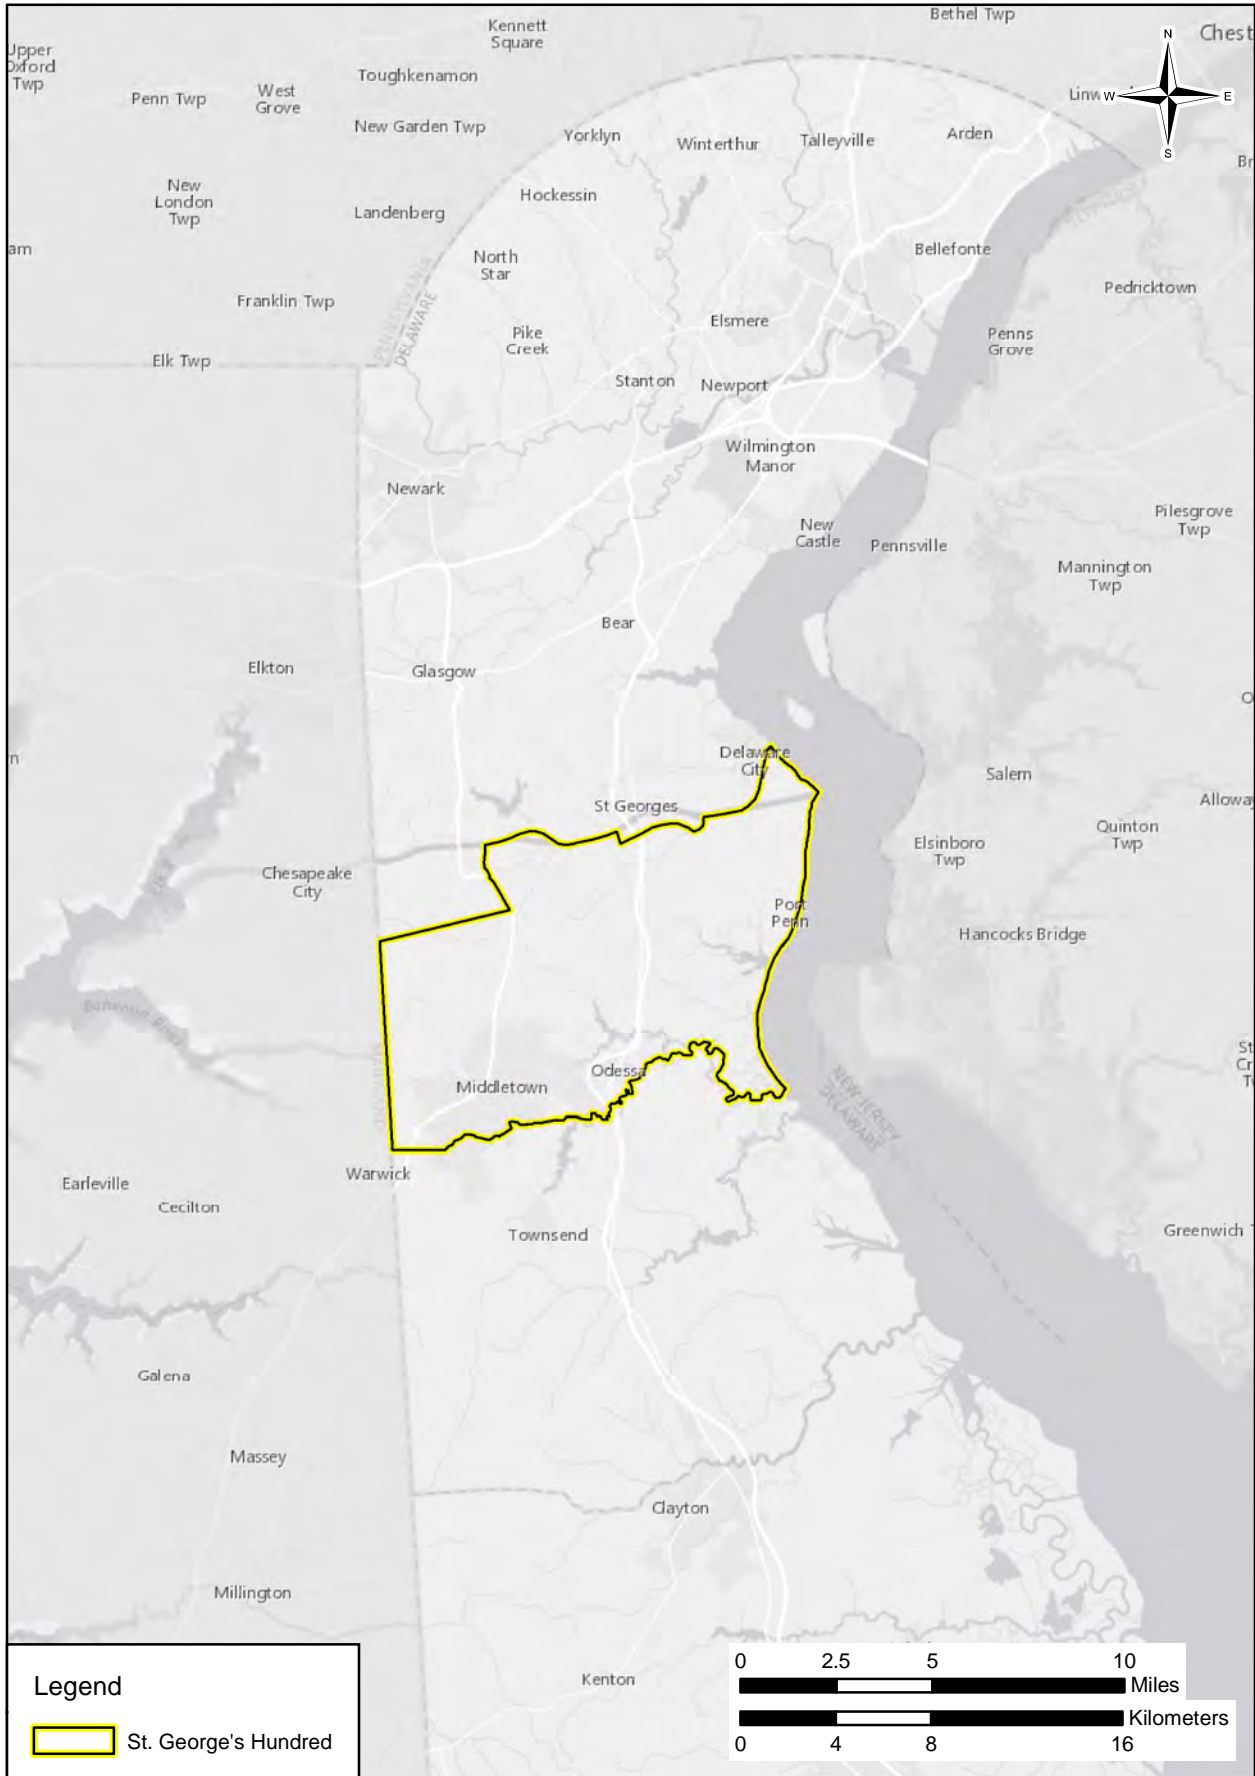 Bethel Twp
Kennett
Square
Upper
Oxford
Twp
N
W
E
S
Toughkenamon
Penn Twp
West
Grove
New Garden Twp
Yorklyn
Winterthur
Talleyville
Arden
New
London
Twp
Hockessin
Landenberg
North
Star
Bellefonte
PENNSYLVANIA
DELAWARE
Franklin Twp
Pedricktown
Elsmere
Pike
Creek
Penns
Grove
Elk Twp
Stanton
Newport
Wilmington
Manor
Newark
New
Castle
Pennsville
Pilesgrove
Twp
Mannington
Twp
Bear
Elkton
Glasgow
Delaware
City
Salem
St Georges
Quinton
Twp
Elsinboro
Twp
Chesapeake
City
Port
Penn
Hancocks Bridge
Bohemia River
Odessa
Middletown
NEW JERSEY
DELAWARE
Warwick
Earleville
Cecilton
Townsend
Galena
Massey
Clayton
Millington
Kenton
Legend
St. George's Hundred
0 2.5 5 10
Miles
Kilometers
0 4 8 16